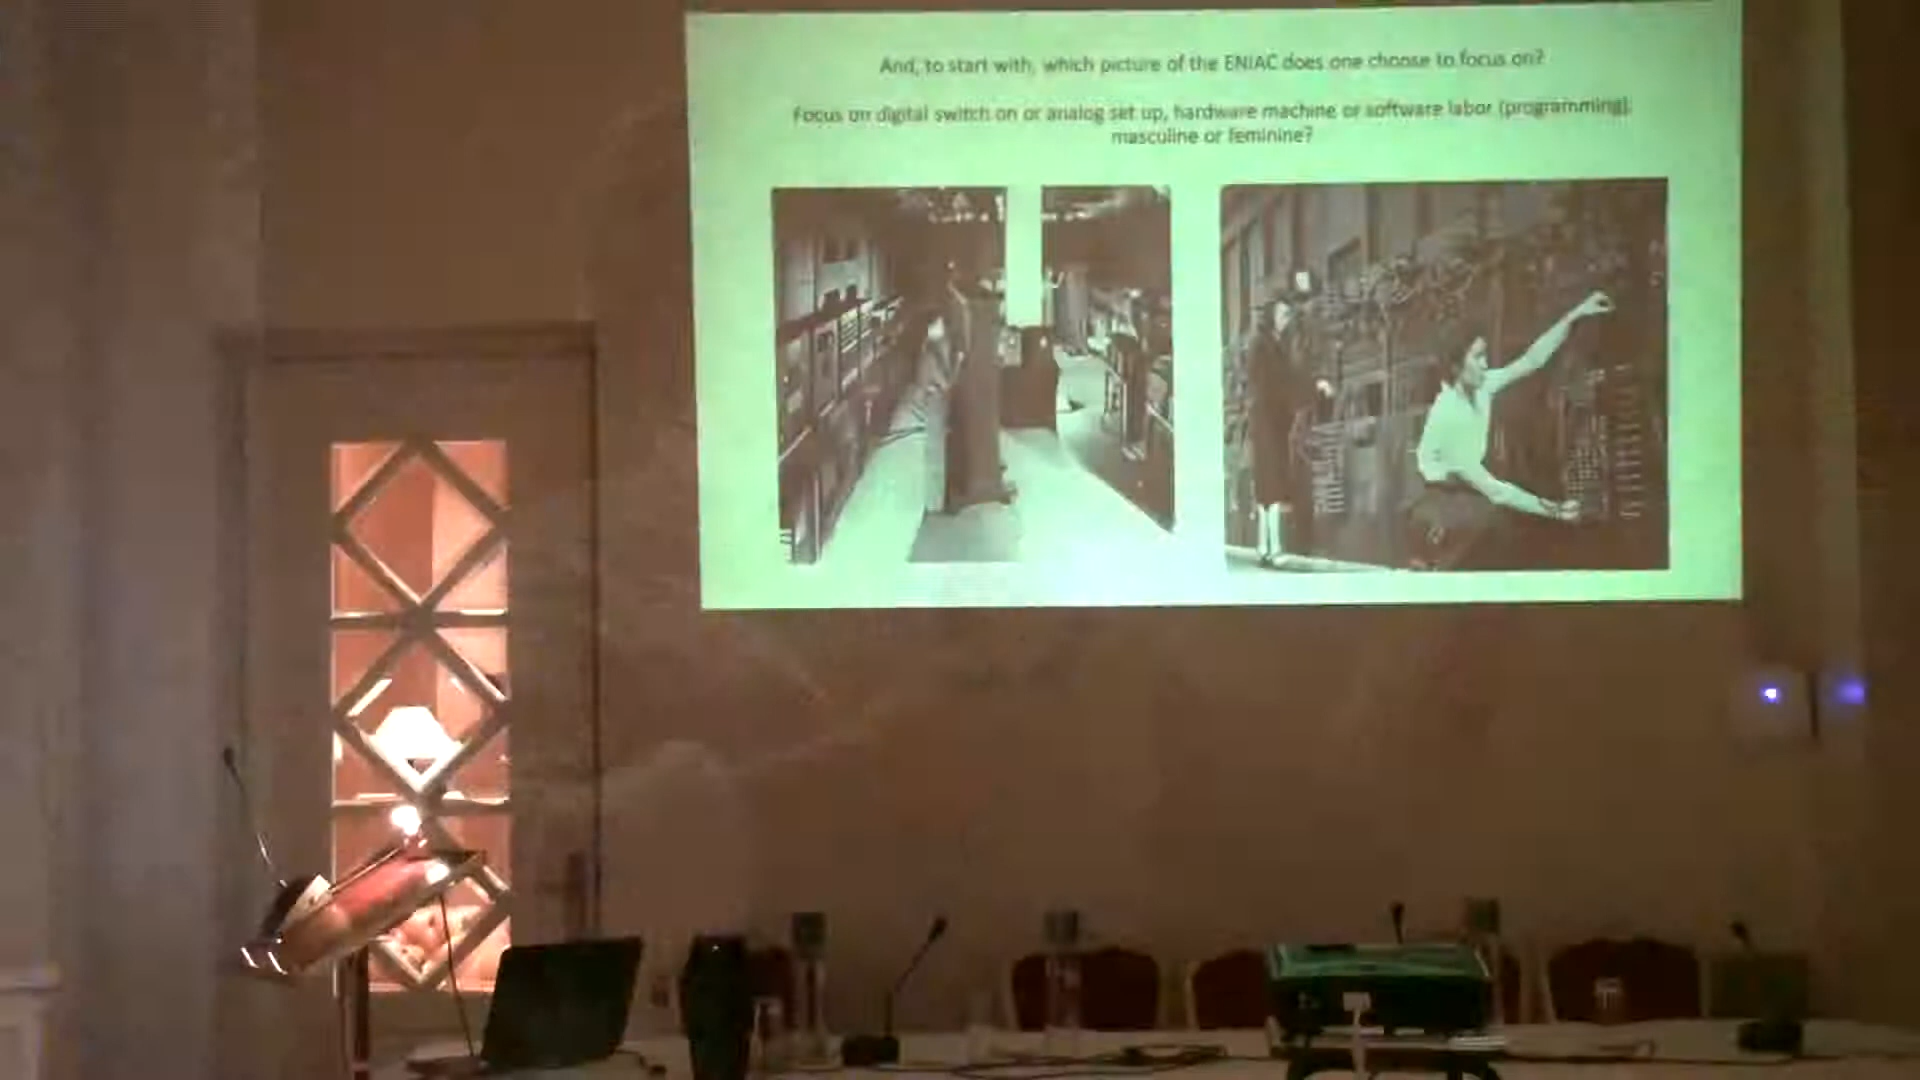 And, to start with, which picture of the ENIAC does one choose to focus on?
Focus on digital switch on or analog set up, hardware machine or software labor (programming);
masculine or feminine?